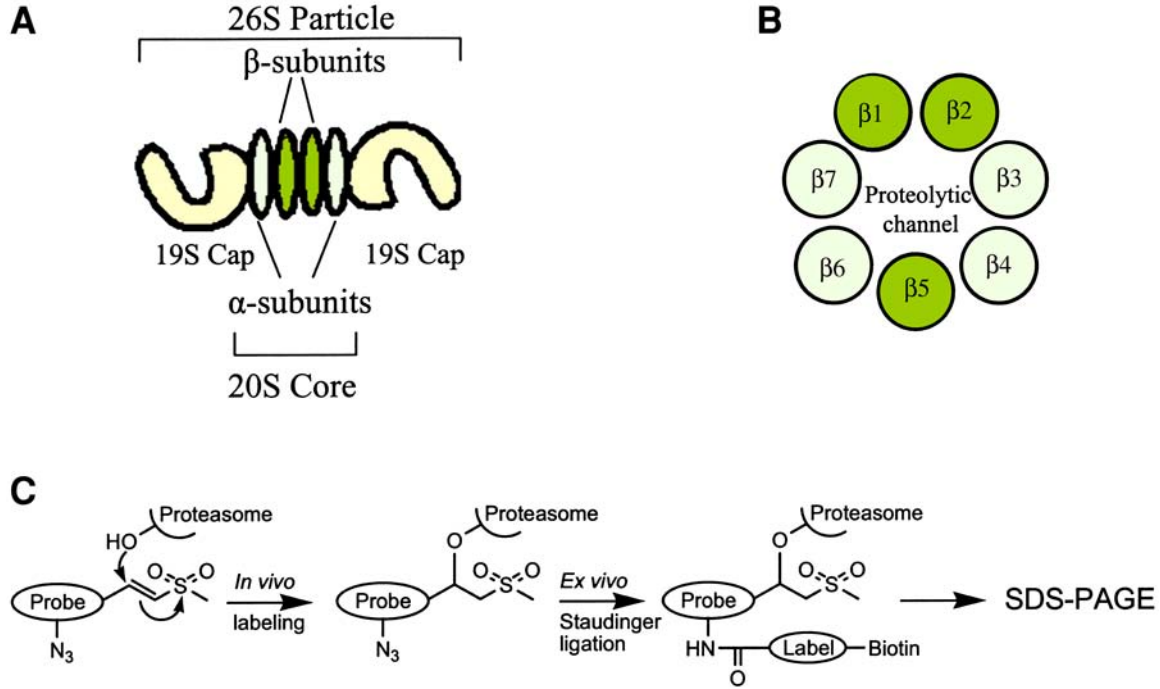 A
26S Particle
β-subunits
19S Cap
19S Cap
α-subunits
20S Core
B
β1
β2
β7
β3
Proteolytic
channel
β6
β4
β5
C
Proteasome
HO
O
O
S
Probe
N3
In vivo
labeling
Proteasome
O
O
O
S
Probe
N3
Ex vivo
Staudinger
ligation
Proteasome
O
O
O
S
Probe
HN
Label
Biotin
O
SDS-PAGE